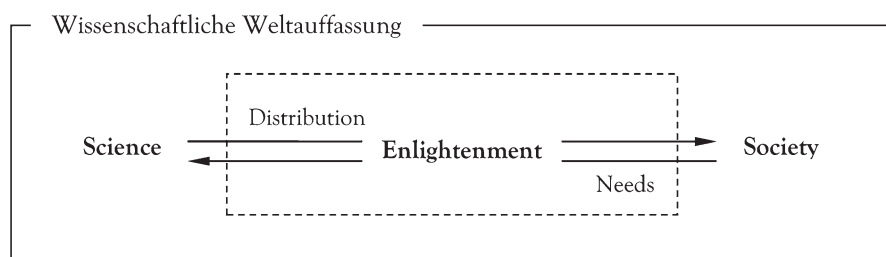 Wissenschaftliche Weltauffassung
Distribution
Science Enlightenment Society
Needs